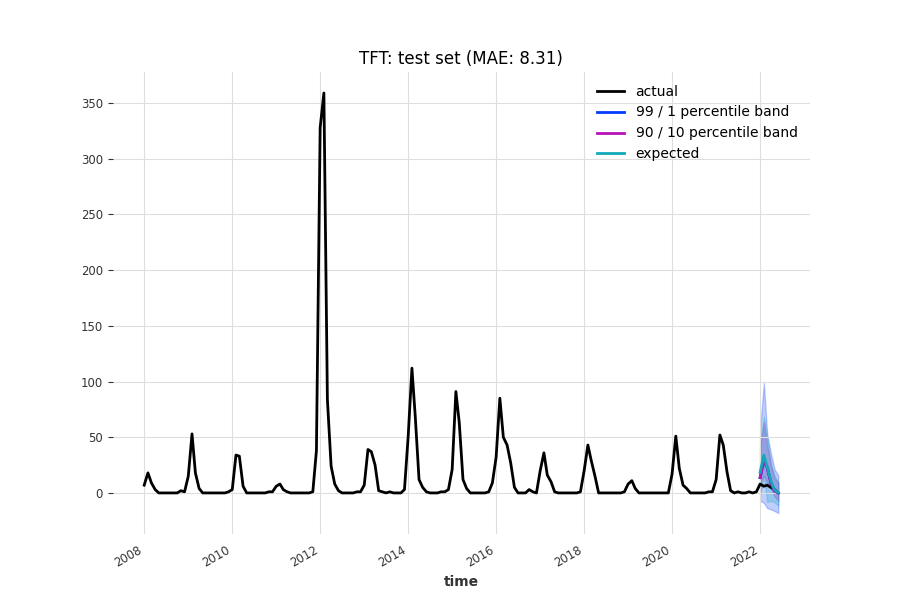 TFT: test set (MAE: 8.31)
actual
99 / 1 percentile band
90 / 10 percentile band
expected
350
300
250
200
150
100
50
0
2008
2010
2012
2014
2016
2018
2020
2022
time